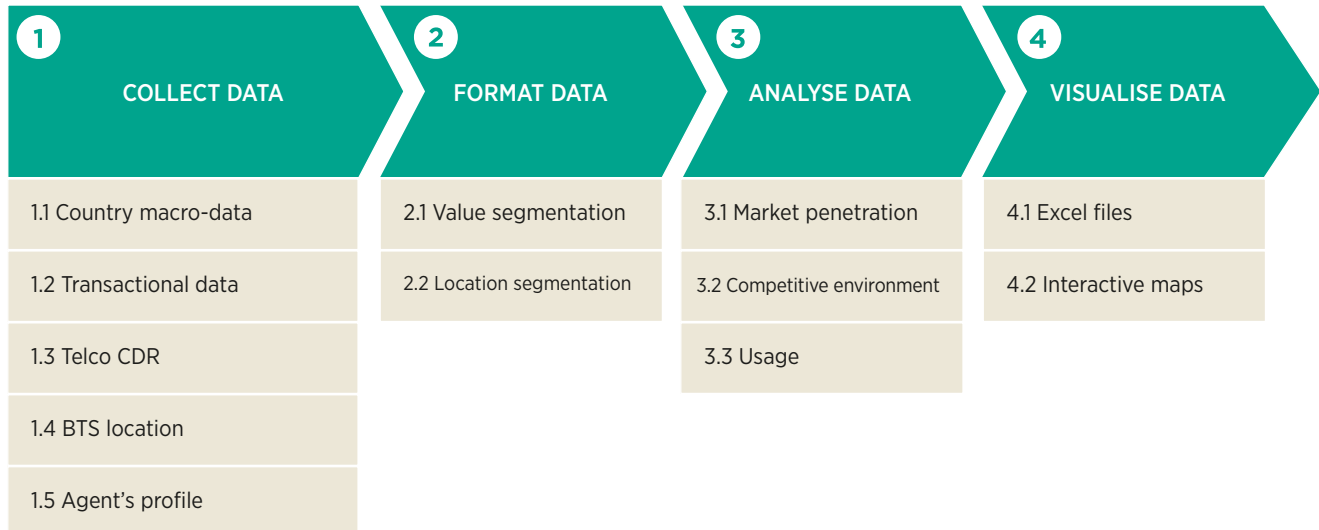 1
COLLECT DATA
1.1 Country macro-data
1.2 Transactional data
1.3 Telco CDR
1.4 BTS location
1.5 Agent's profile
2
FORMAT DATA
2.1 Value segmentation
2.2 Location segmentation
3
ANALYSE DATA
3.1 Market penetration
3.2 Competitive environment
3.3 Usage
4
VISUALISE DATA
4.1 Excel files
4.2 Interactive maps